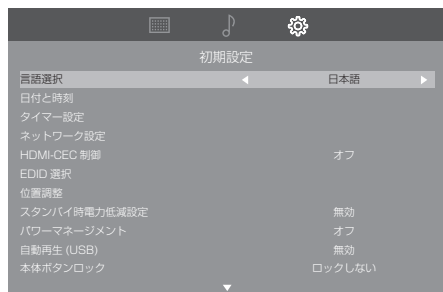 初期設定
言語選択 日本語
日付と時刻
タイマー設定
ネットワーク設定
HDMI-CEC 制御 オフ
EDID 選択
位置調整
スタンバイ時電力低減設定 無効
パワーマネージメント オフ
自動再生 (USB) 無効
本体ボタンロック ロックしない